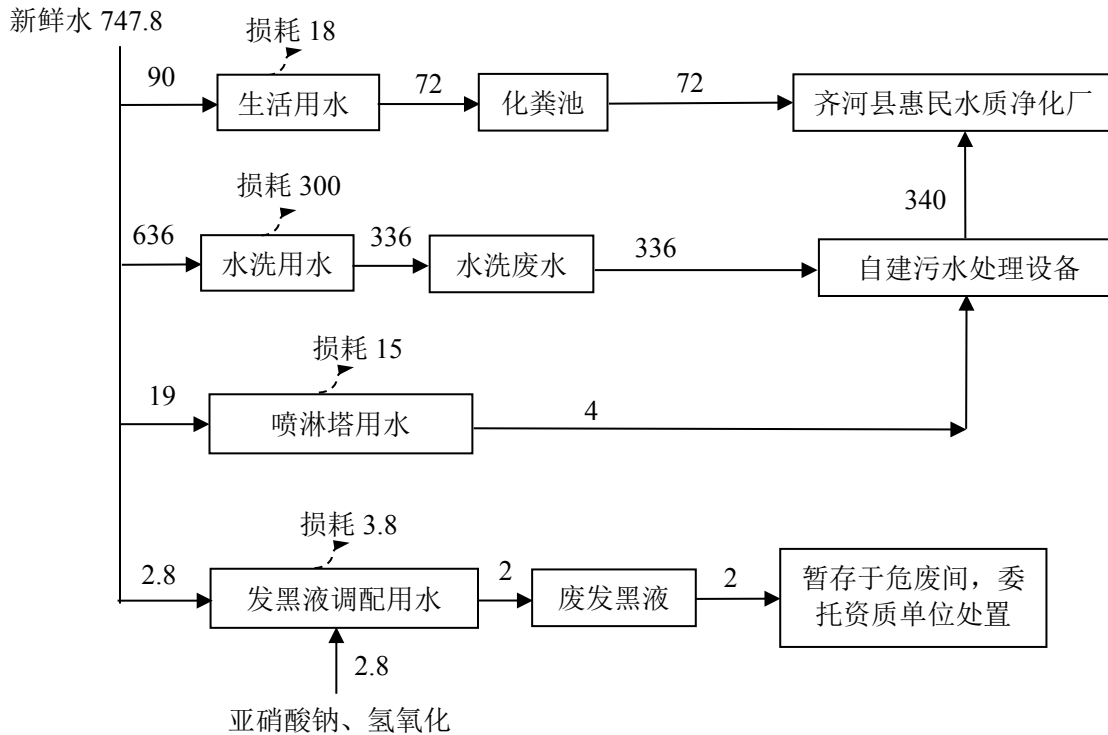 新鲜水 747.8
损耗 18
90
生活用水
72
化粪池
72
齐河县惠民水质净化厂
损耗 300
340
636
水洗用水
336
水洗废水
336
自建污水处理设备
损耗 15
19
喷淋塔用水
4
损耗 3.8
2.8
发黑液调配用水
2
废发黑液
2
暂存于危废间，委
托资质单位处置
2.8
亚硝酸钠、氢氧化